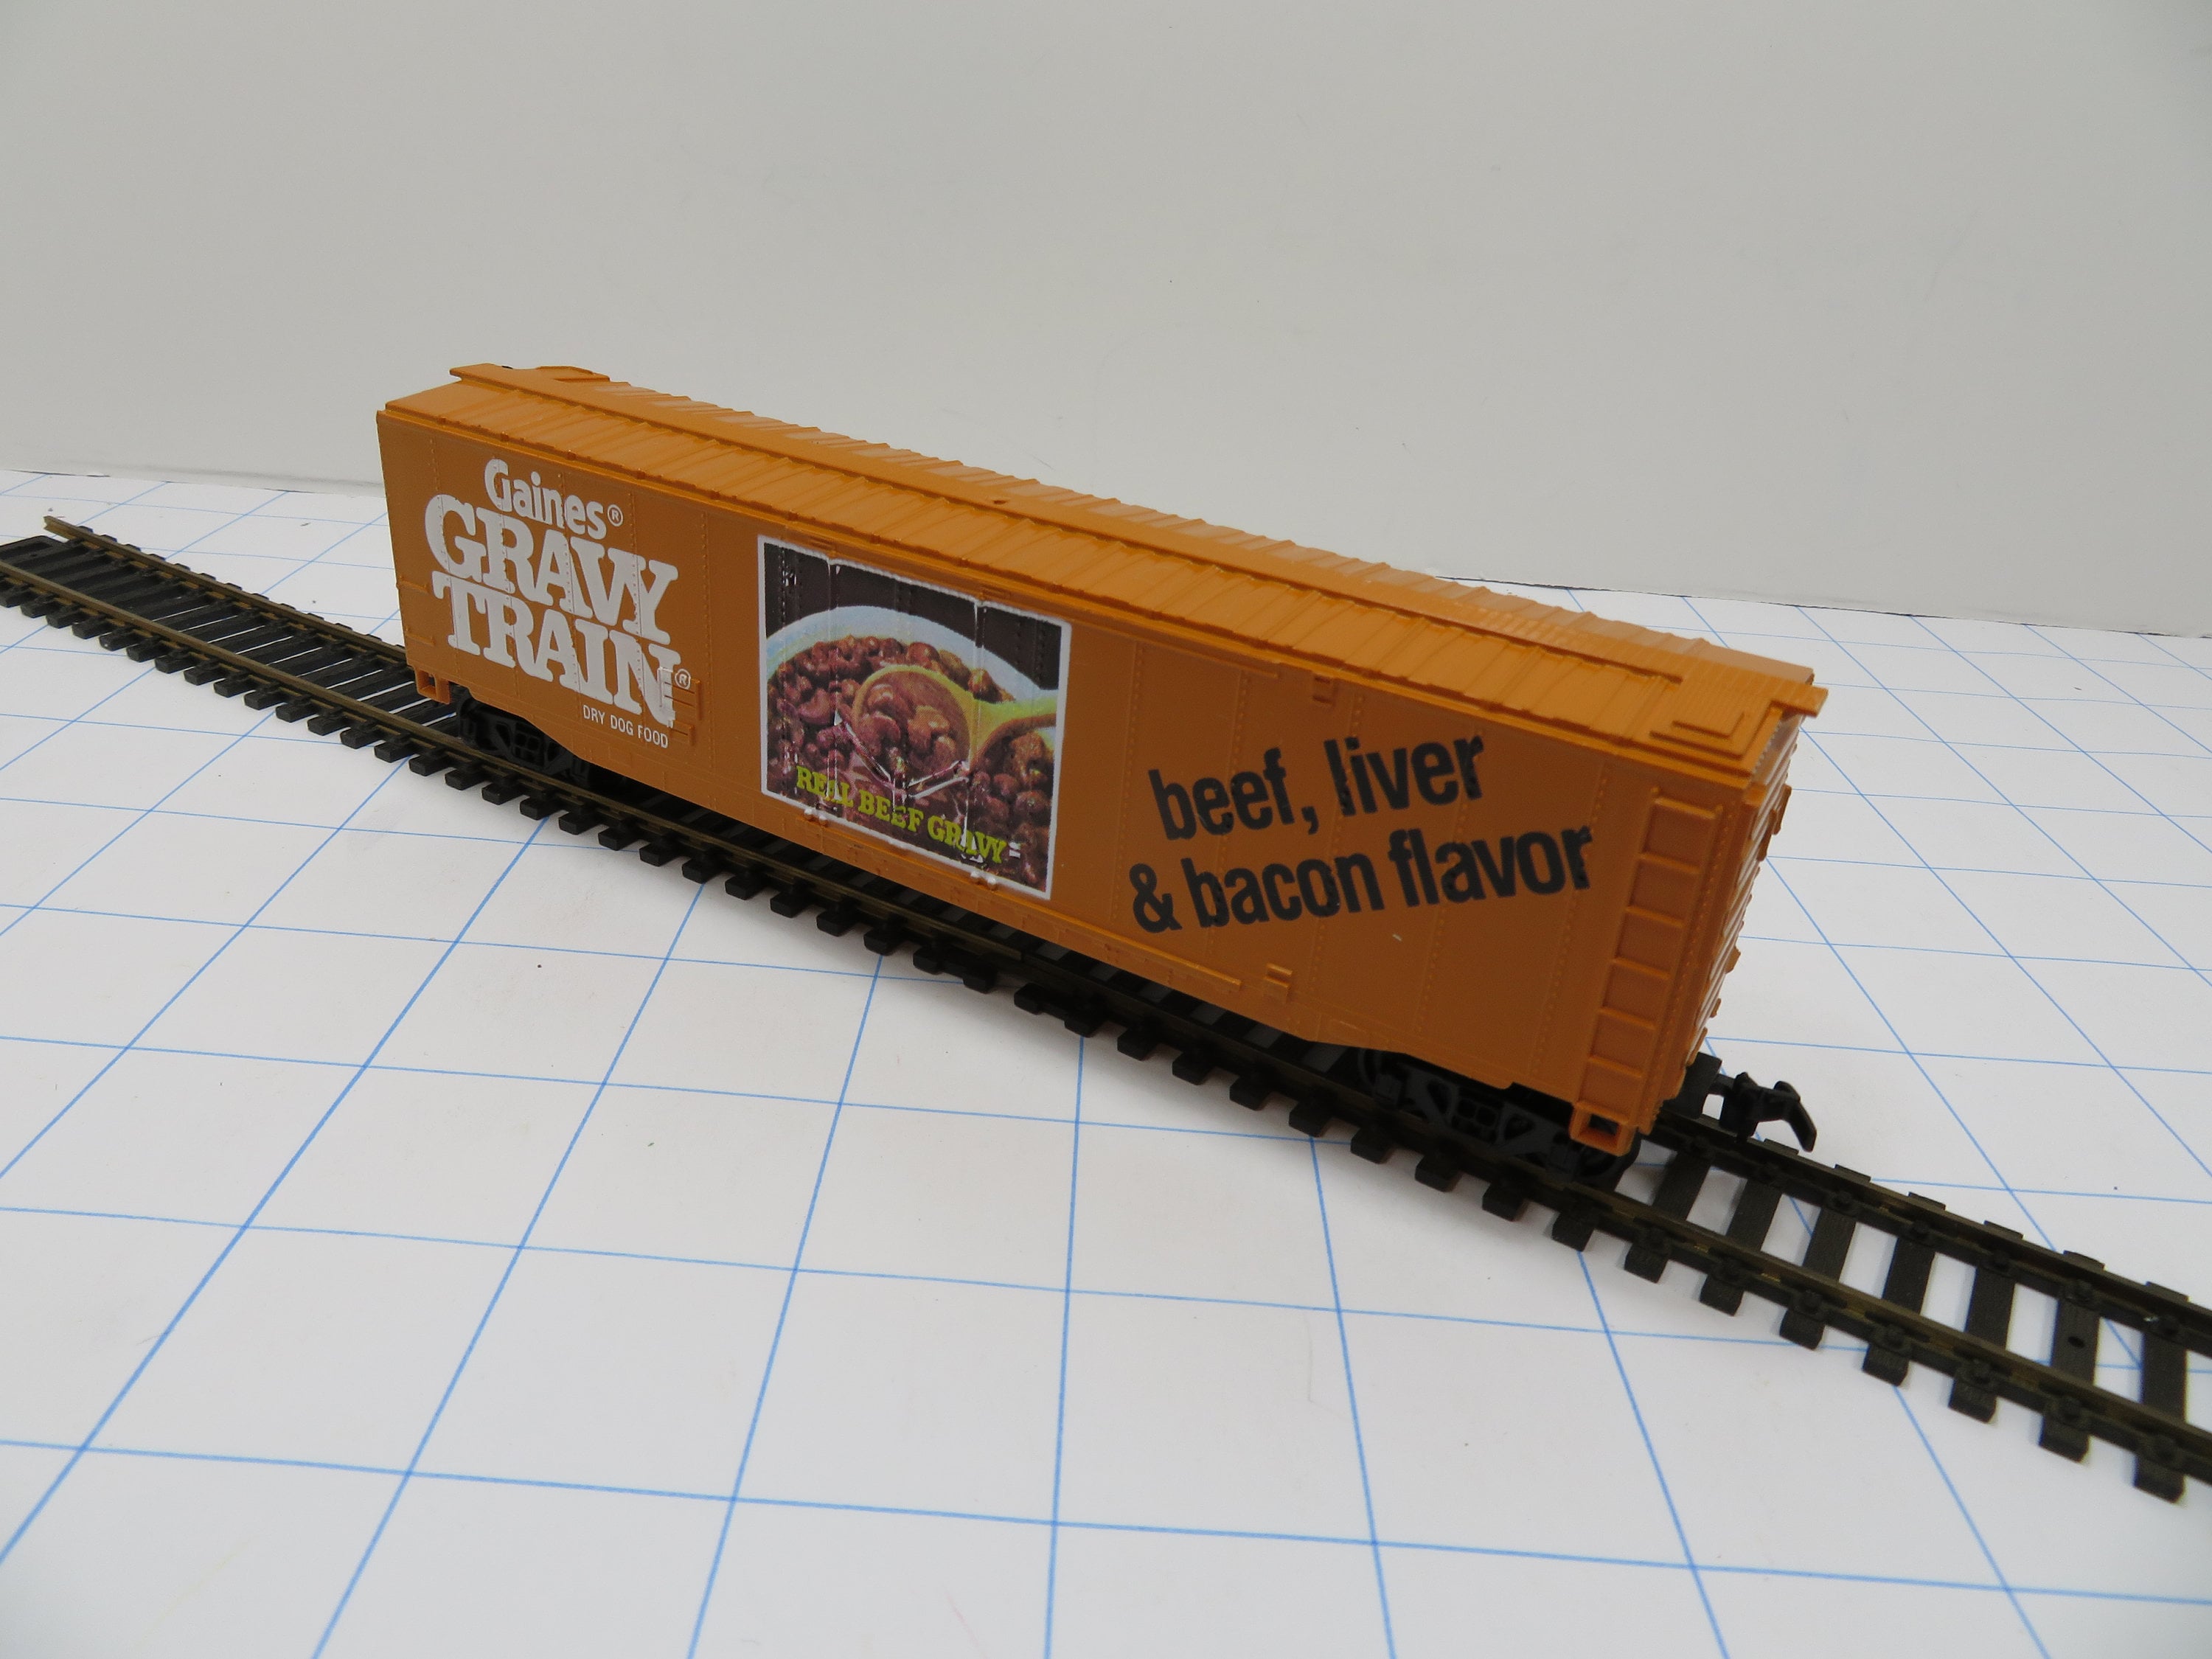 Gaines®
GRAVY
TRAIN®
DRY DOG FOOD
REAL BEEF GRAVY
beef, liver
& bacon flavor